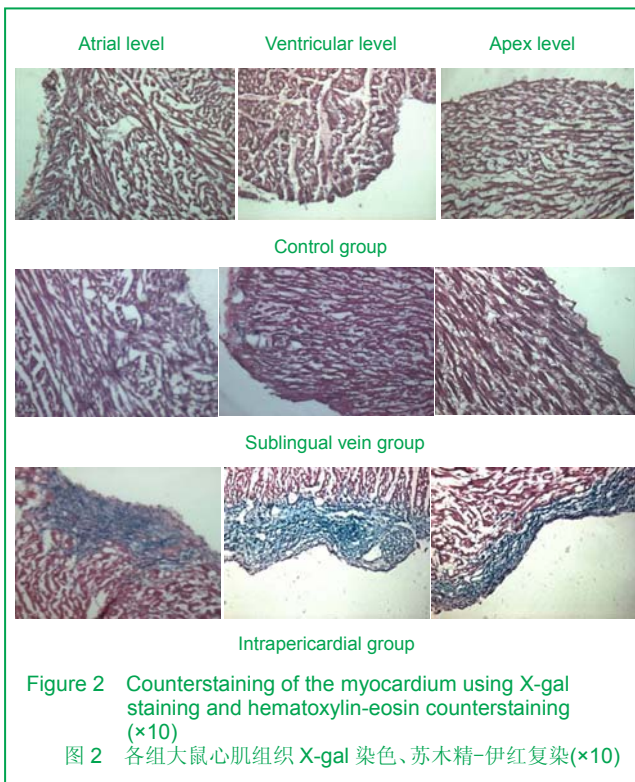 Atrial level Ventricular level Apex level
Control group
Sublingual vein group
Intrapericardial group
Figure 2 Counterstaining of the myocardium using X-gal
staining and hematoxylin-eosin counterstaining
(×10)
图 2 各组大鼠心肌组织 X-gal 染色、苏木精-伊红复染(×10)